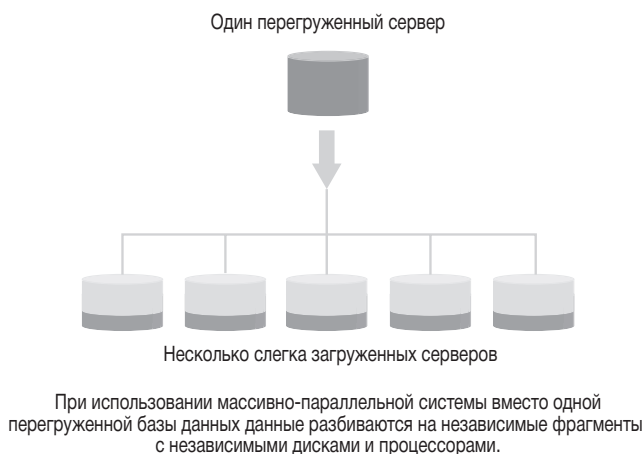 Один перегруженный сервер
Несколько слегка загруженных серверов
При использовании массивно-параллельной системы вместо одной
перегруженной базы данных данные разбиваются на независимые фрагменты
с независимыми дисками и процессорами.